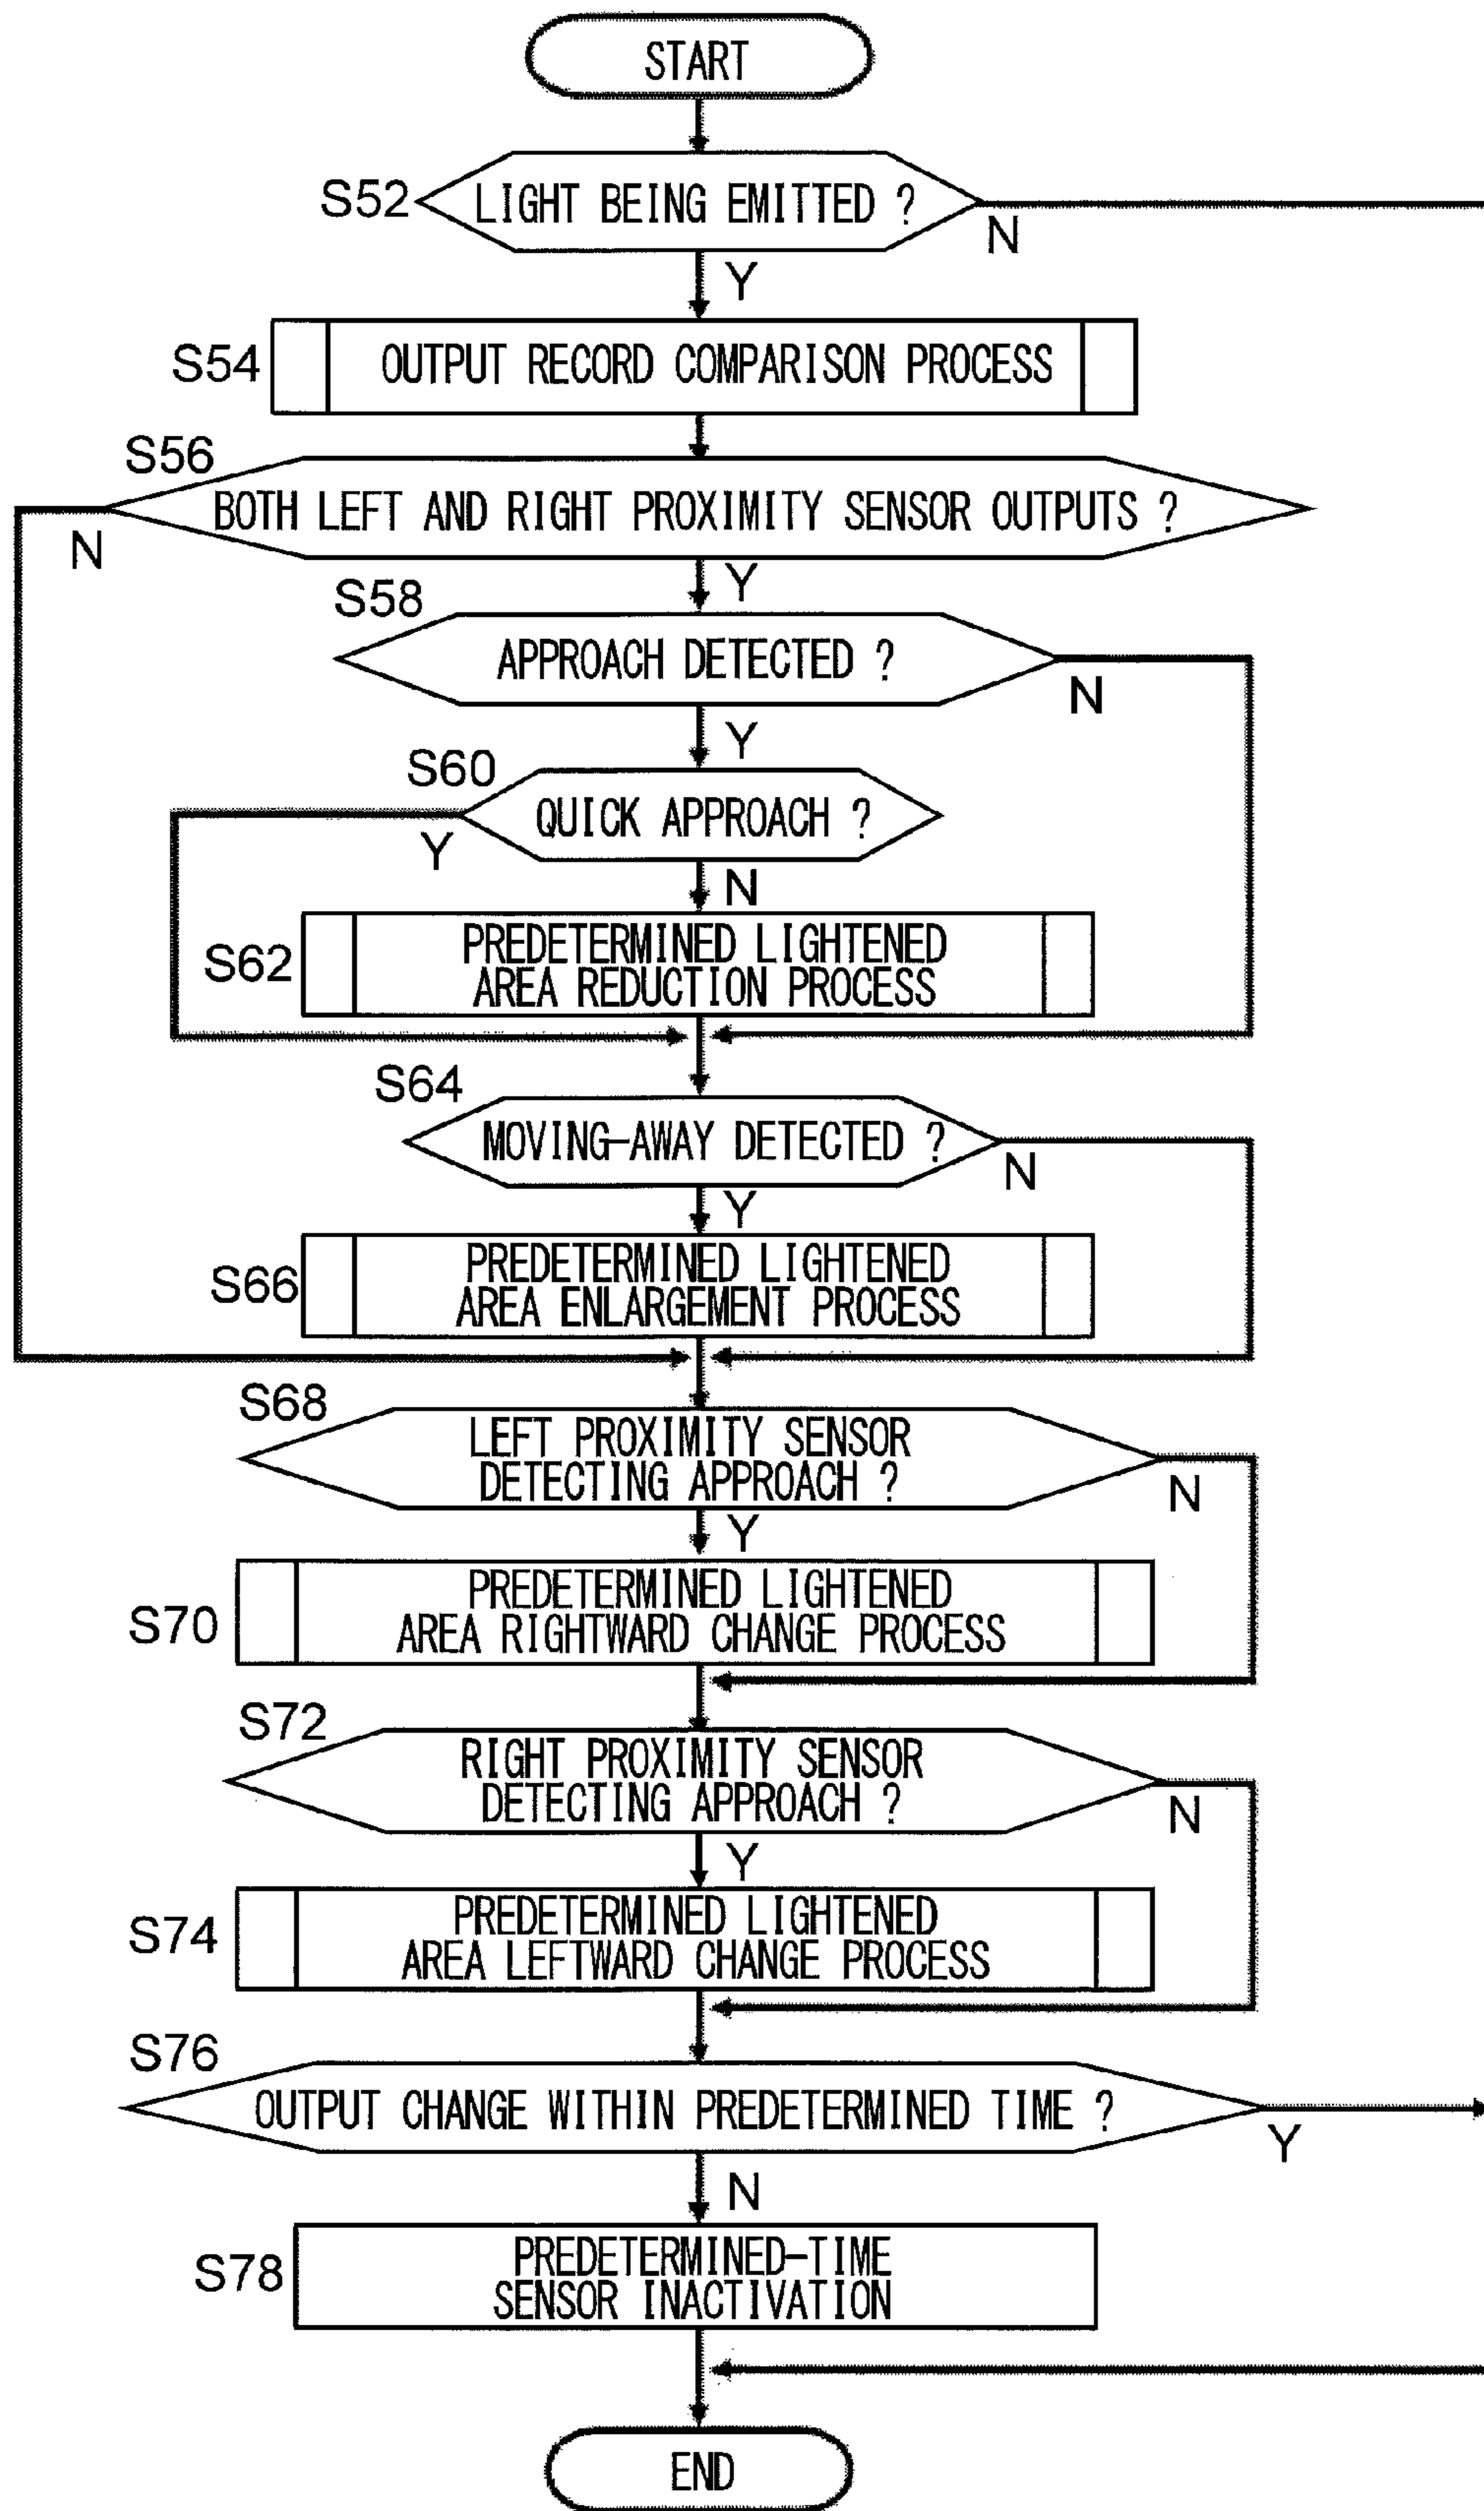 START
S52
LIGHT BEING EMITTED ?
N
Y
S54
OUTPUT RECORD COMPARISON PROCESS
S56
BOTH LEFT AND RIGHT PROXIMITY SENSOR OUTPUTS ?
N
Y
S58
APPROACH DETECTED ?
N
Y
S60
QUICK APPROACH ?
Y
N
S62
PREDETERMINED LIGHTENED
AREA REDUCTION PROCESS
S64
MOVING-AWAY DETECTED ?
N
Y
S66
PREDETERMINED LIGHTENED
AREA ENLARGEMENT PROCESS
S68
LEFT PROXIMITY SENSOR
DETECTING APPROACH ?
N
Y
S70
PREDETERMINED LIGHTENED
AREA RIGHTWARD CHANGE PROCESS
S72
RIGHT PROXIMITY SENSOR
DETECTING APPROACH ?
N
Y
S74
PREDETERMINED LIGHTENED
AREA LEFTWARD CHANGE PROCESS
S76
OUTPUT CHANGE WITHIN PREDETERMINED TIME ?
Y
N
S78
PREDETERMINED-TIME
SENSOR INACTIVATION
END